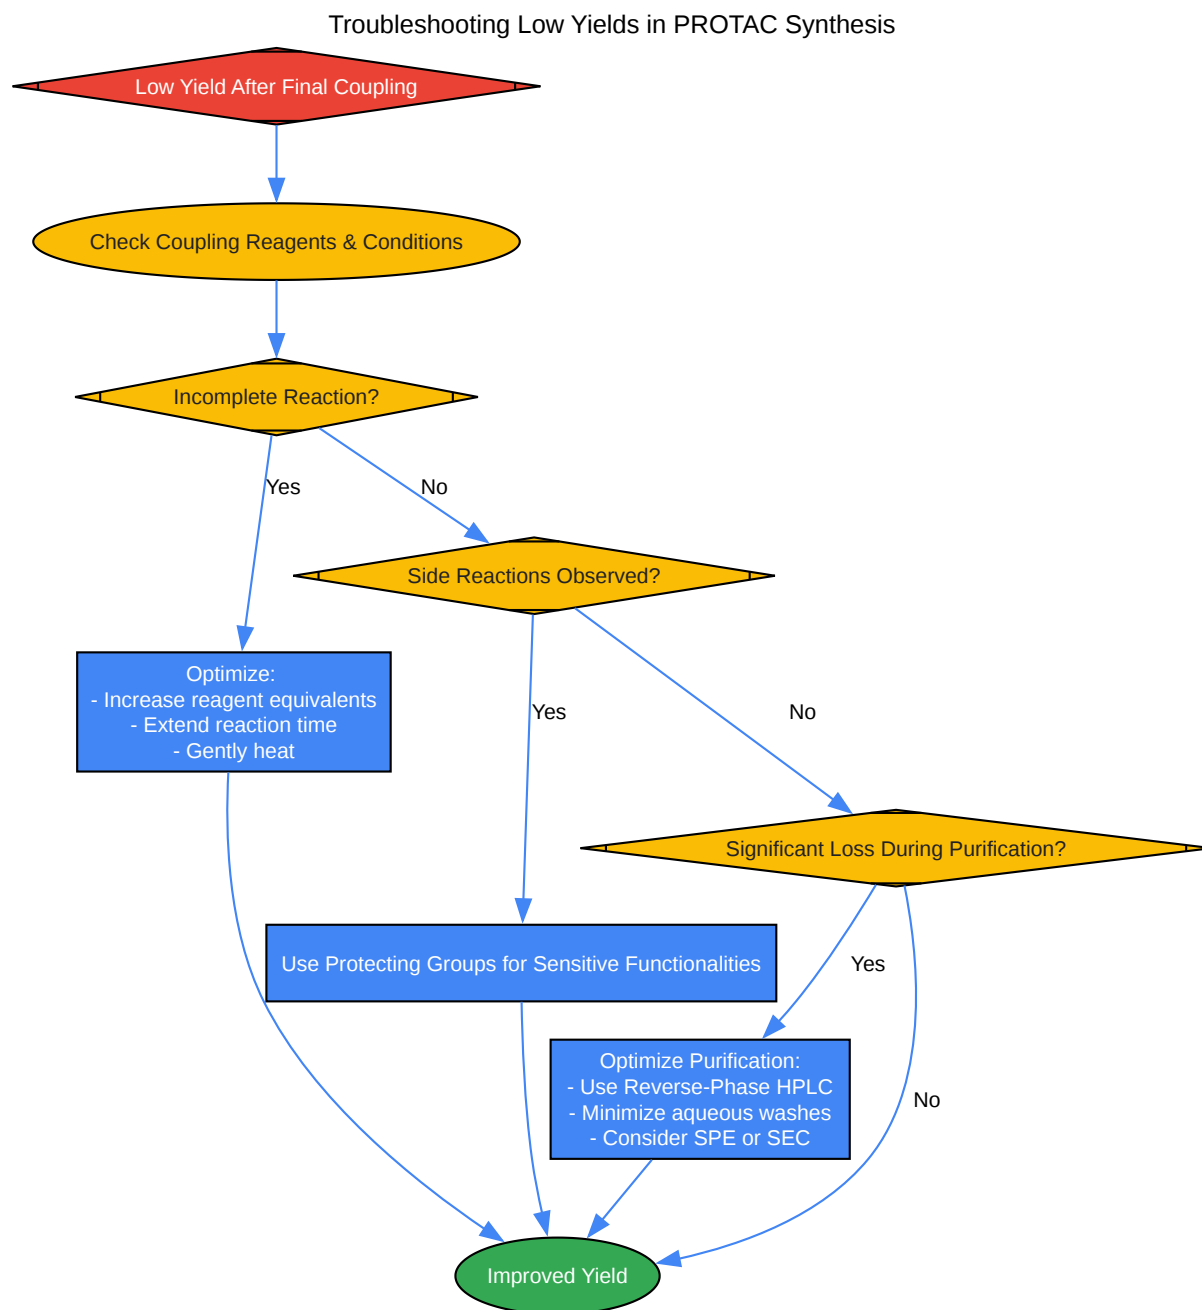 Troubleshooting Low Yields in PROTAC Synthesis
Low Yield After Final Coupling
Check Coupling Reagents & Conditions
Incomplete Reaction?
Yes
No
Side Reactions Observed?
Optimize:
- Increase reagent equivalents
- Extend reaction time
- Gently heat
Yes
No
Significant Loss During Purification?
Use Protecting Groups for Sensitive Functionalities
Yes
Optimize Purification:
- Use Reverse-Phase HPLC
- Minimize aqueous washes
- Consider SPE or SEC
No
Improved Yield